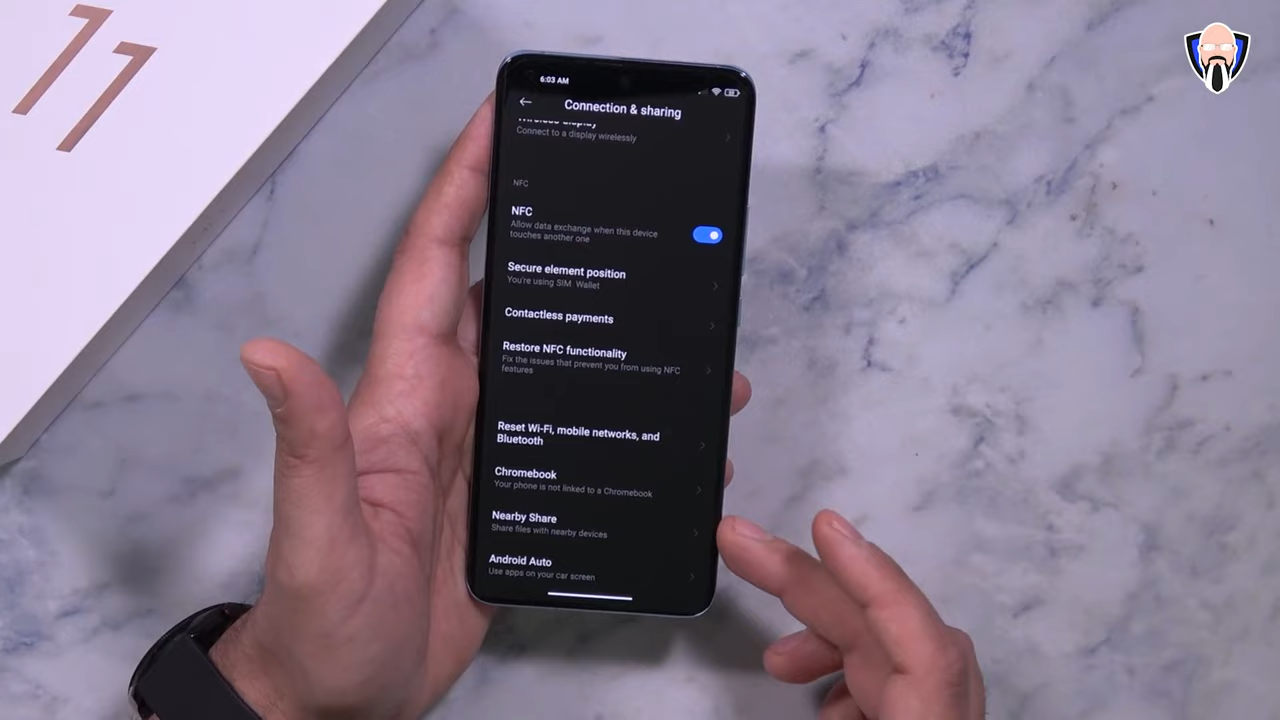 11
6:03 AM
Connection & sharing
Wireless display
Connect to a display wirelessly
NFC
NFC
Allow data exchange when this device
touches another one
Secure element position
You're using SIM Wallet
Contactless payments
Restore NFC functionality
Fix the issues that prevent you from using NFC
features
Reset Wi-Fi, mobile networks, and
Bluetooth
Chromebook
Your phone is not linked to a Chromebook
Nearby Share
Share files with nearby devices
Android Auto
Use apps on your car screen